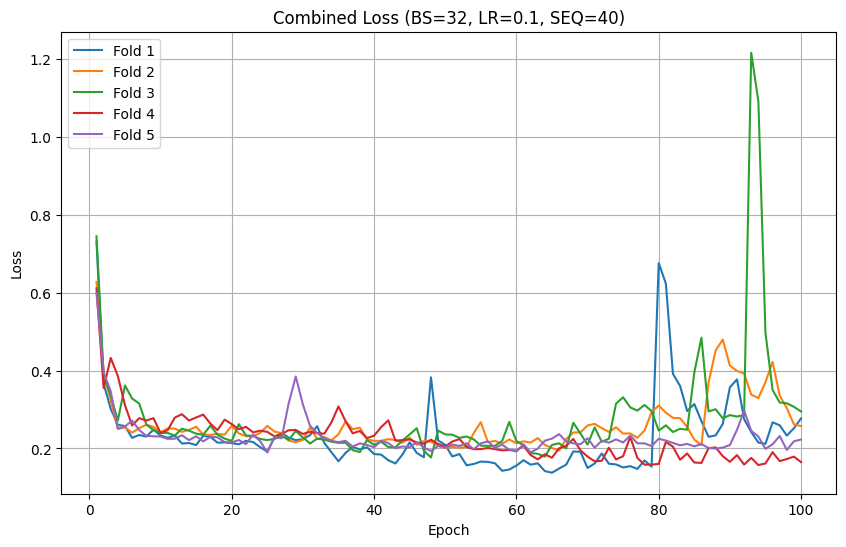 Combined Loss (BS=32, LR=0.1, SEQ=40)
Fold 1
Fold 2
Fold 3
Fold 4
Fold 5
Loss
1.2
1.0
0.8
0.6
0.4
0.2
0 20 40 60 80 100
Epoch